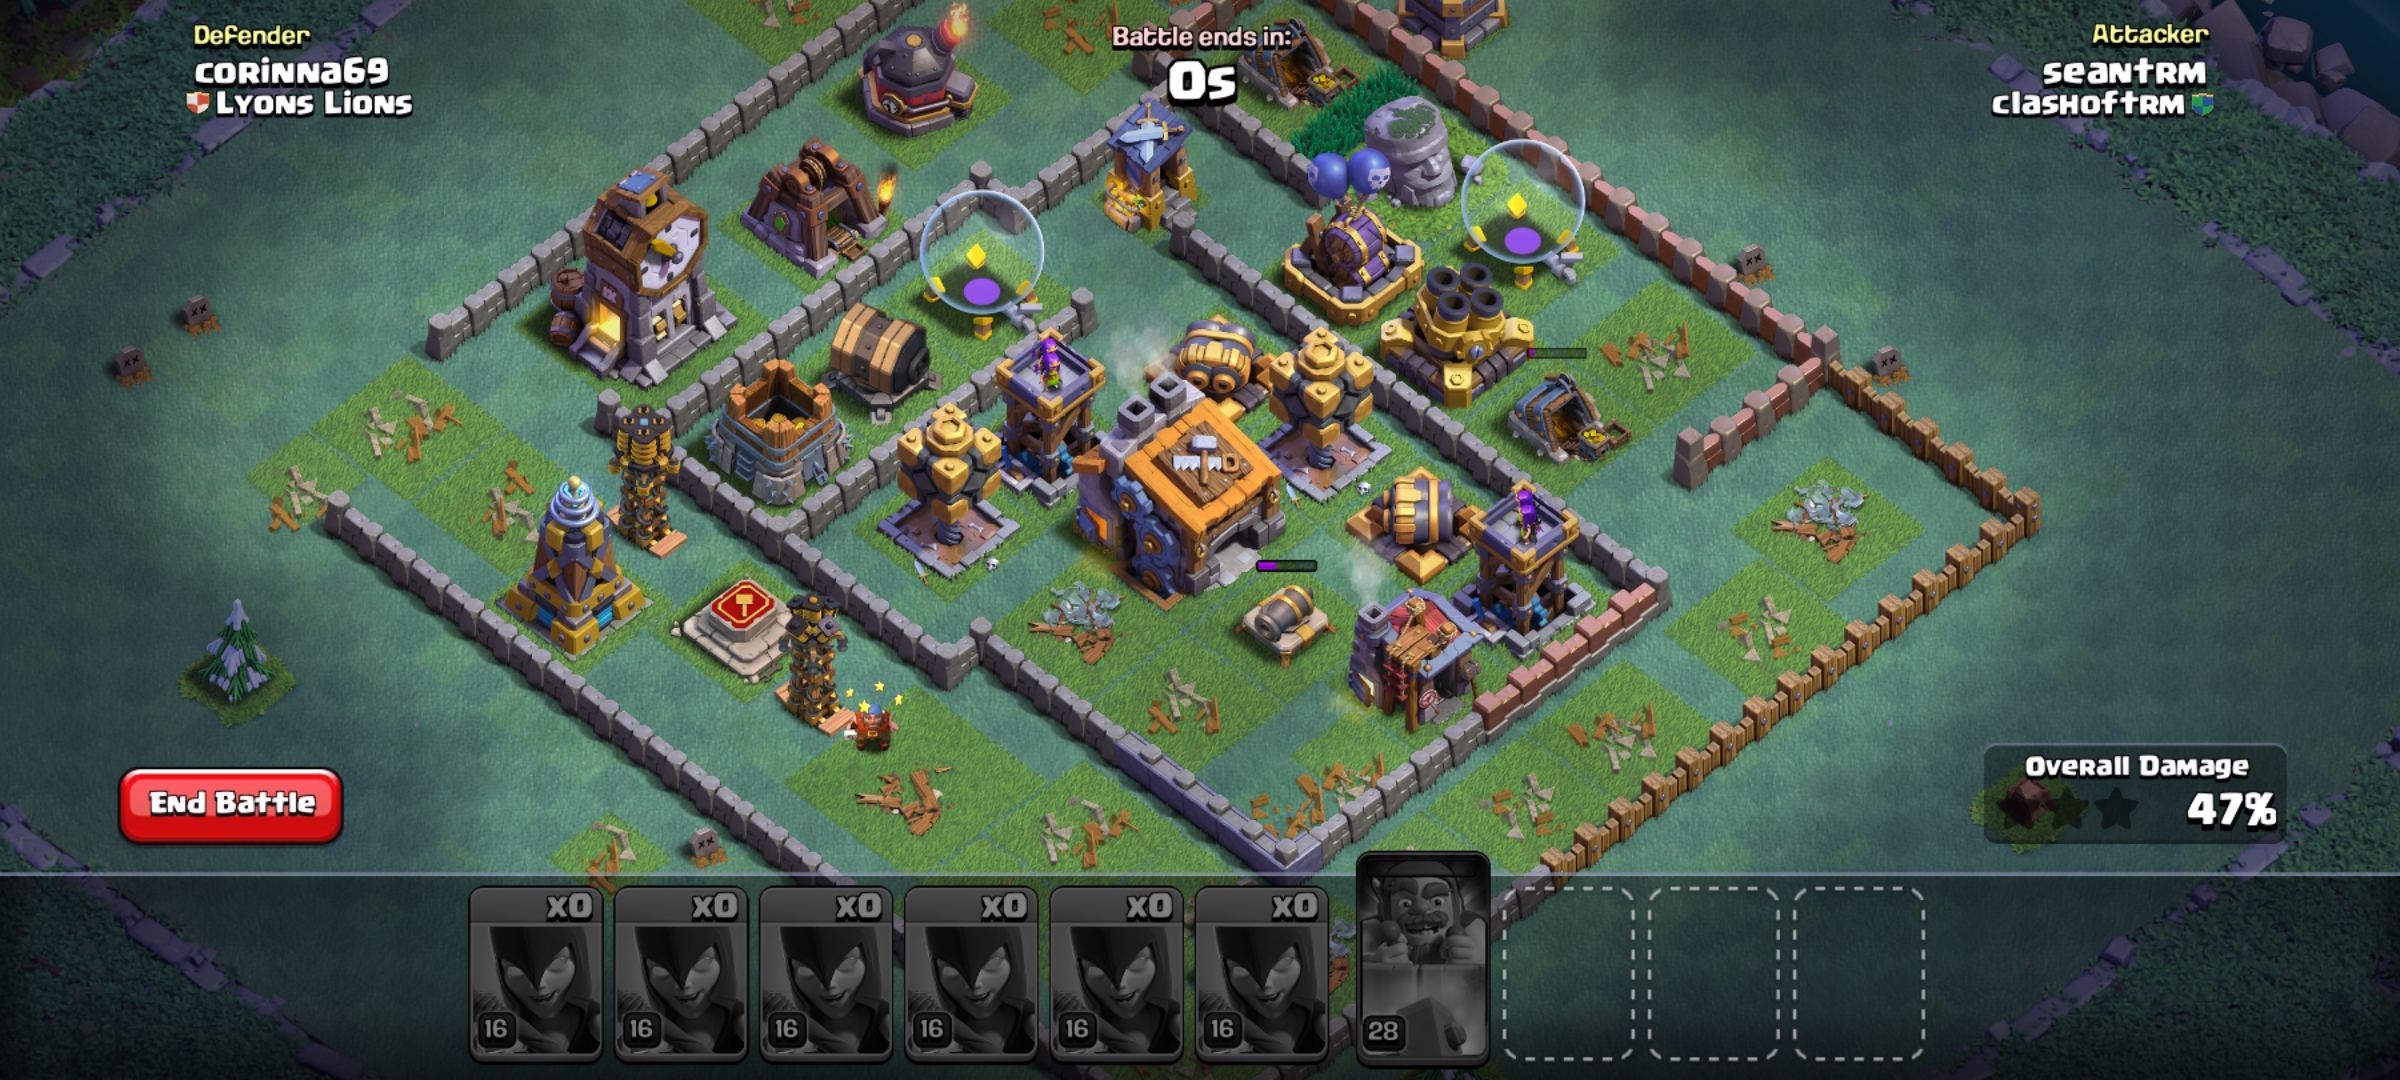 Defender
corinna69
Lyons Lions
Battle ends in:
0s
Attacker
seantrm
clashoftrm
End Battle
Overall Damage
47%
x0 x0 x0 x0 x0 x0
16 16 16 16 16 16 28